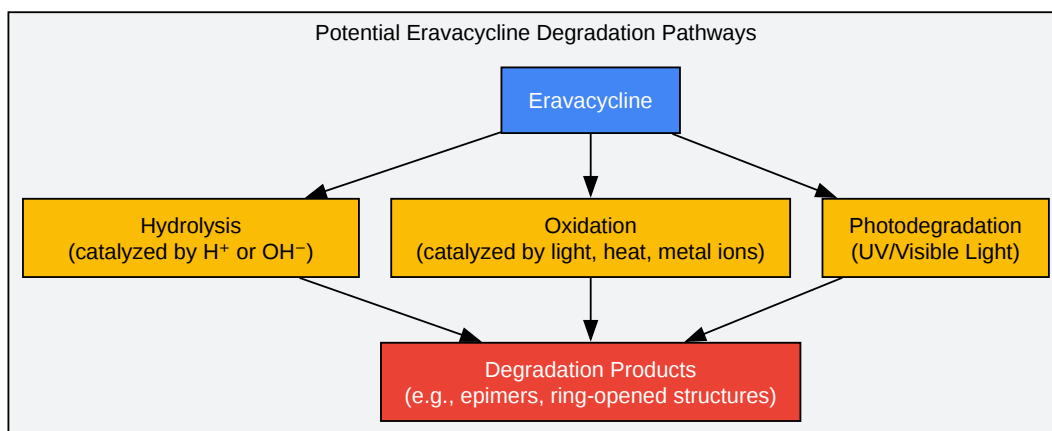 Potential Eravacycline Degradation Pathways
Eravacycline
Hydrolysis
(catalyzed by H⁺ or OH⁻)
Oxidation
(catalyzed by light, heat, metal ions)
Photodegradation
(UV/Visible Light)
Degradation Products
(e.g., epimers, ring-opened structures)